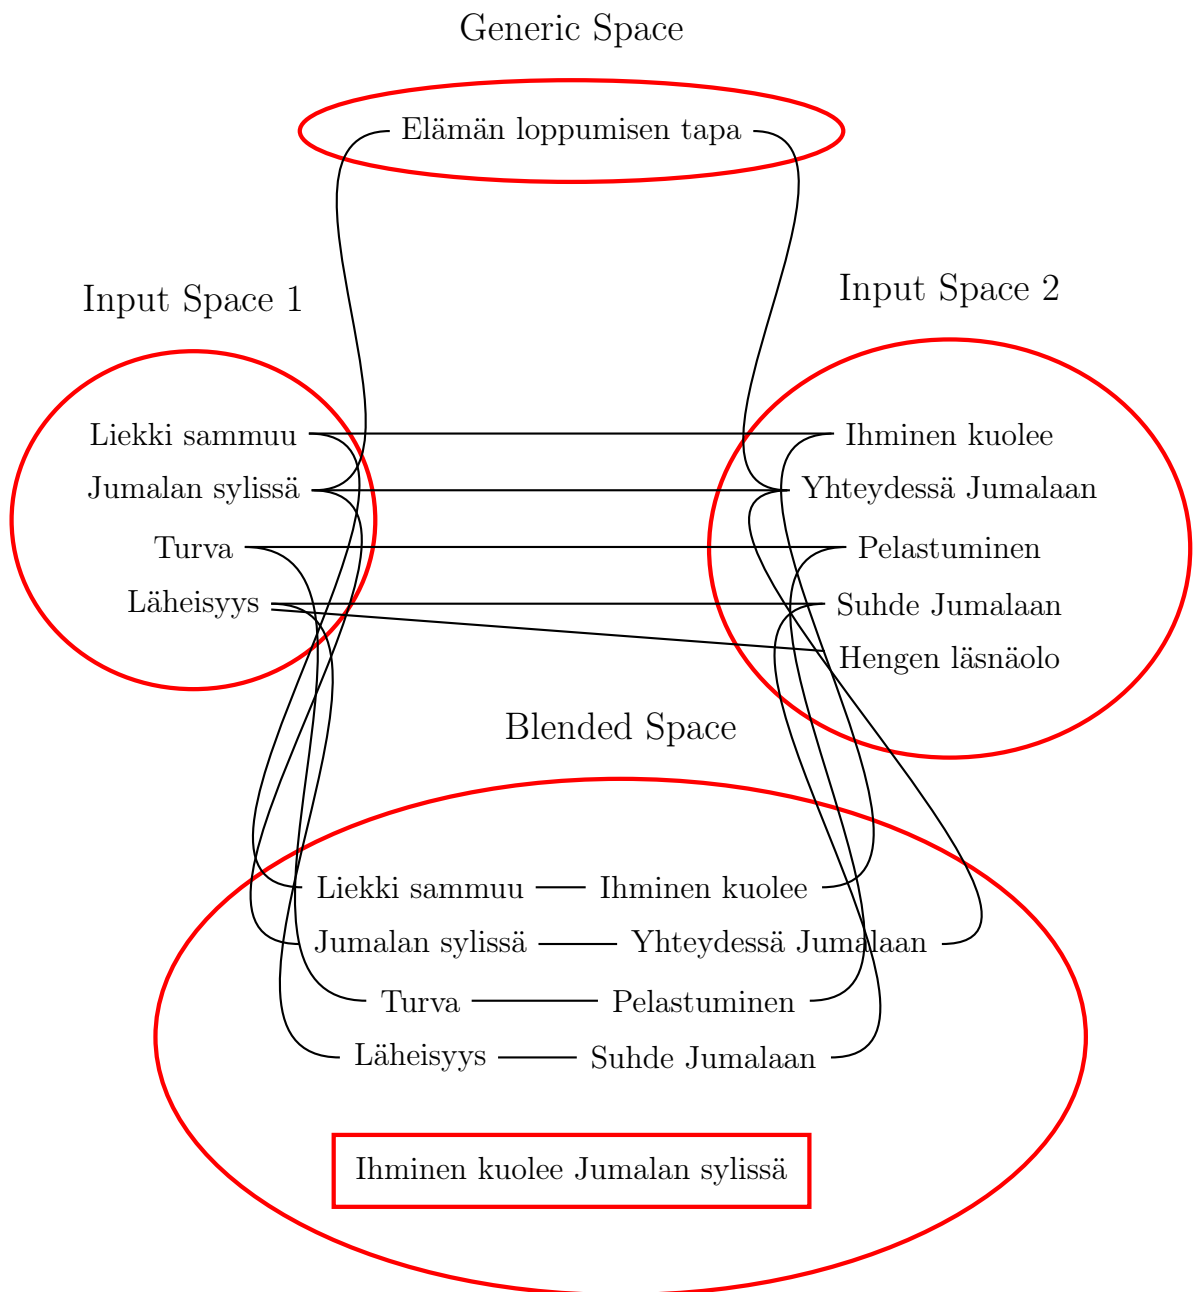 Generic Space
Elämän loppumisen tapa
Input Space 1
Liekki sammuu
Jumalan sylissä
Turva
Läheisyys
Input Space 2
Ihminen kuolee
Yhteydessä Jumalaan
Pelastuminen
Suhde Jumalaan
Hengen läsnäolo
Blended Space
Liekki sammuu Ihminen kuolee
Jumalan sylissä Yhteydessä Jumalaan
Turva Pelastuminen
Läheisyys Suhde Jumalaan
Ihminen kuolee Jumalan sylissä